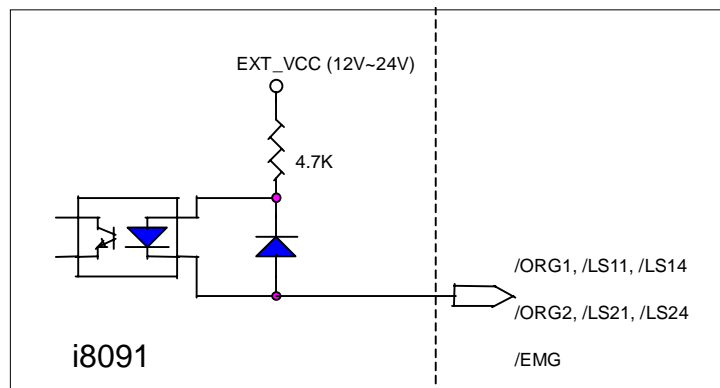 EXT_VCC (12V~24V)
4.7K
/ORG1, /LS11, /LS14
/ORG2, /LS21, /LS24
/EMG
i8091